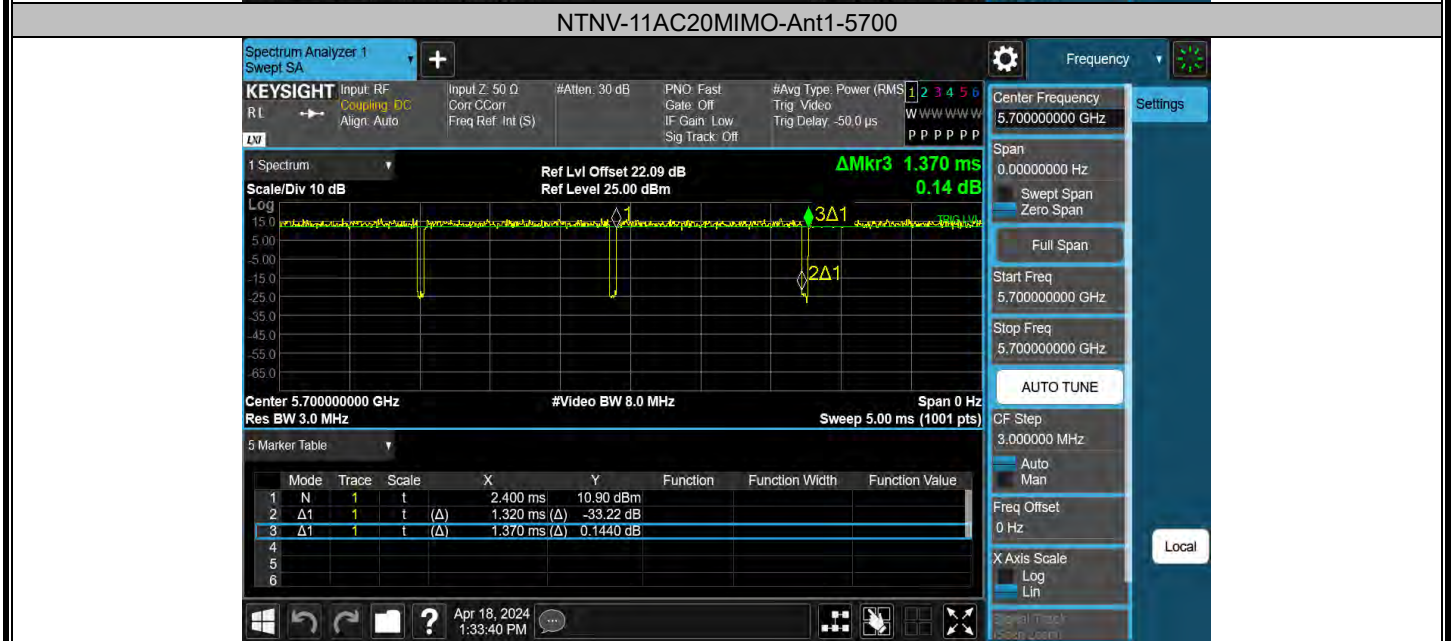 NTNV-11AC20MIMO-Ant1-5700
Spectrum Analyzer 1
Swept SA
+
Frequency
KEYSIGHT
RL
LXI
Input: RF
Coupling: DC
Align: Auto
Input Z: 50 Ω
Corr CCorr
Freq Ref: Int (S)
#Atten: 30 dB
PNO: Fast
Gate: Off
IF Gain: Low
Sig Track: Off
#Avg Type: Power (RMS
Trig: Video
Trig Delay: -50.0 µs
1 2 3 4 5 6
W W W W W W
P P P P P P
1 Spectrum
Scale/Div 10 dB
Ref Lvl Offset 22.09 dB
Ref Level 25.00 dBm
ΔMkr3 1.370 ms
0.14 dB
Log
15.0
5.00
-5.00
-15.0
-25.0
-35.0
-45.0
-55.0
-65.0
1
3Δ1
TRIG LVL
2Δ1
Center 5.700000000 GHz
#Video BW 8.0 MHz
Span 0 Hz
Res BW 3.0 MHz
Sweep 5.00 ms (1001 pts)
5 Marker Table
Mode Trace Scale X Y Function Function Width Function Value
1 N 1 t 2.400 ms 10.90 dBm
2 Δ1 1 t (Δ) 1.320 ms (Δ) -33.22 dB
3 Δ1 1 t (Δ) 1.370 ms (Δ) 0.1440 dB
4
5
6
Center Frequency
5.700000000 GHz
Settings
Span
0.00000000 Hz
Swept Span
Zero Span
Full Span
Start Freq
5.700000000 GHz
Stop Freq
5.700000000 GHz
AUTO TUNE
CF Step
3.000000 MHz
Auto
Man
Freq Offset
0 Hz
X Axis Scale
Log
Lin
Signal Track
(Span Zoom)
Local
?
Apr 18, 2024
1:33:40 PM